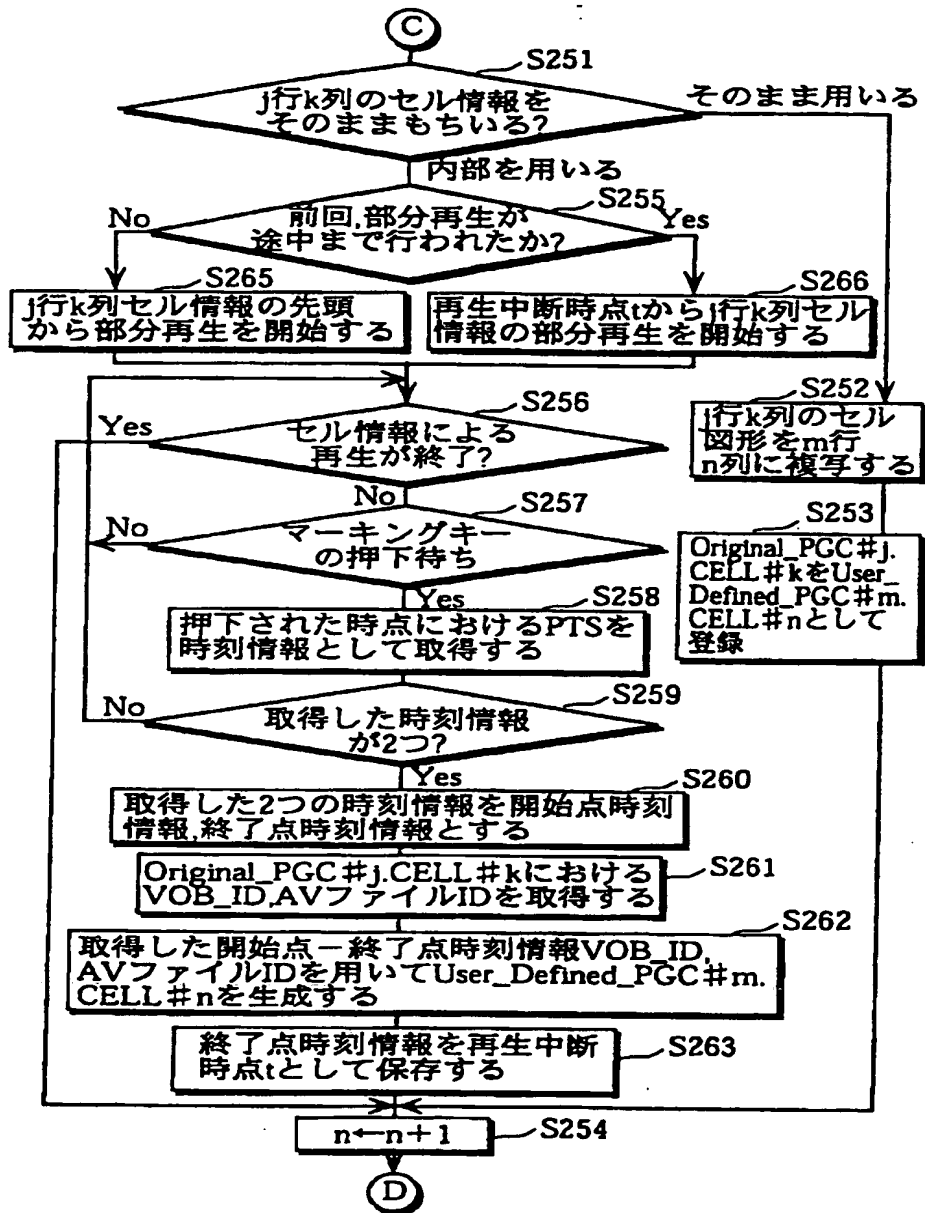 C
S251
j行k列のセル情報を
そのままもちいる?
そのまま用いる
内部を用いる
S255
No
前回,部分再生が
途中まで行われたか?
Yes
S265
j行k列セル情報の先頭
から部分再生を開始する
S266
再生中断時点tからj行k列セル
情報の部分再生を開始する
S256
Yes
セル情報による
再生が終了?
S252
j行k列のセル
図形をm行
n列に複写する
No
S257
No
マーキングキー
の押下待ち
S253
Original_PGC#j.
CELL#kをUser_
Defined_PGC#m.
CELL#nとして
登録
Yes
S258
押下された時点におけるPTSを
時刻情報として取得する
S259
No
取得した時刻情報
が2つ?
Yes
S260
取得した2つの時刻情報を開始点時刻
情報,終了点時刻情報とする
S261
Original_PGC#j.CELL#kにおける
VOB_ID,AVファイルIDを取得する
S262
取得した開始点−終了点時刻情報VOB_ID,
AVファイルIDを用いてUser_Defined_PGC#m.
CELL#nを生成する
S263
終了点時刻情報を再生中断
時点tとして保存する
n←n+1
S254
D